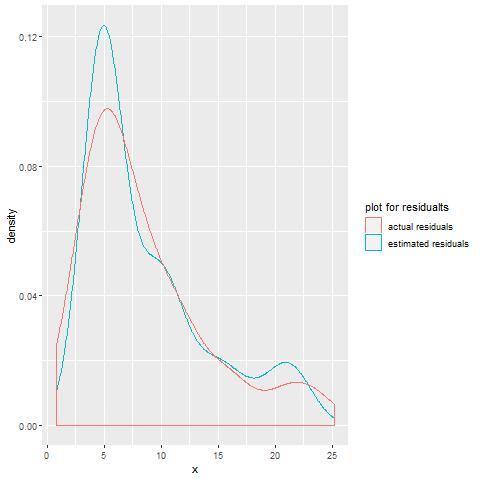 0.12
0.08
density
0.04
0.00
0
5
10
15
20
25
x
plot for residualts
actual residuals
estimated residuals